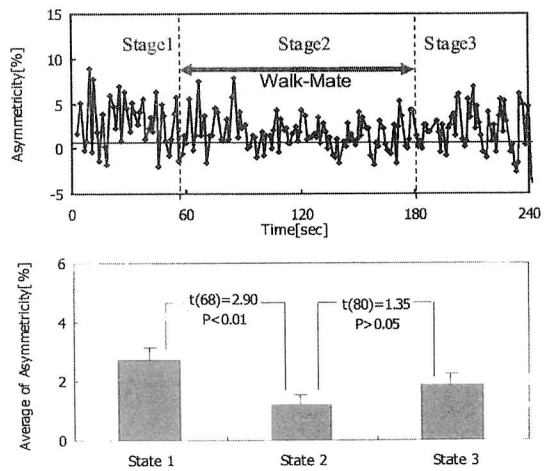 Stage1 Stage2 Stage3
Walk-Mate
Asymmetricity[%]
15
10
5
0
-5
0 60 120 180 240
Time[sec]
Average of Asymmetricity[%]
6
4
2
0
t(68)=2.90
P<0.01
t(80)=1.35
P>0.05
State 1 State 2 State 3